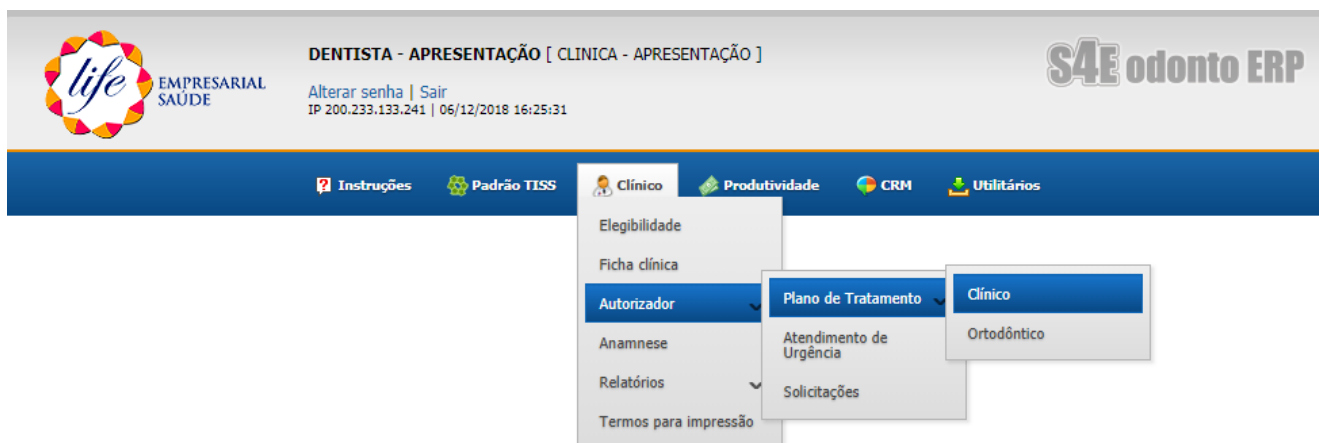 life
EMPRESARIAL
SAÚDE
DENTISTA - APRESENTAÇÃO [ CLINICA - APRESENTAÇÃO ]
Alterar senha | Sair
IP 200.233.133.241 | 06/12/2018 16:25:31
S4E odonto ERP
Instruções
Padrão TISS
Clínico
Produtividade
CRM
Utilitários
Elegibilidade
Ficha clínica
Autorizador
Anamnese
Relatórios
Termos para impressão
Plano de Tratamento
Atendimento de
Urgência
Solicitações
Clínico
Ortodôntico